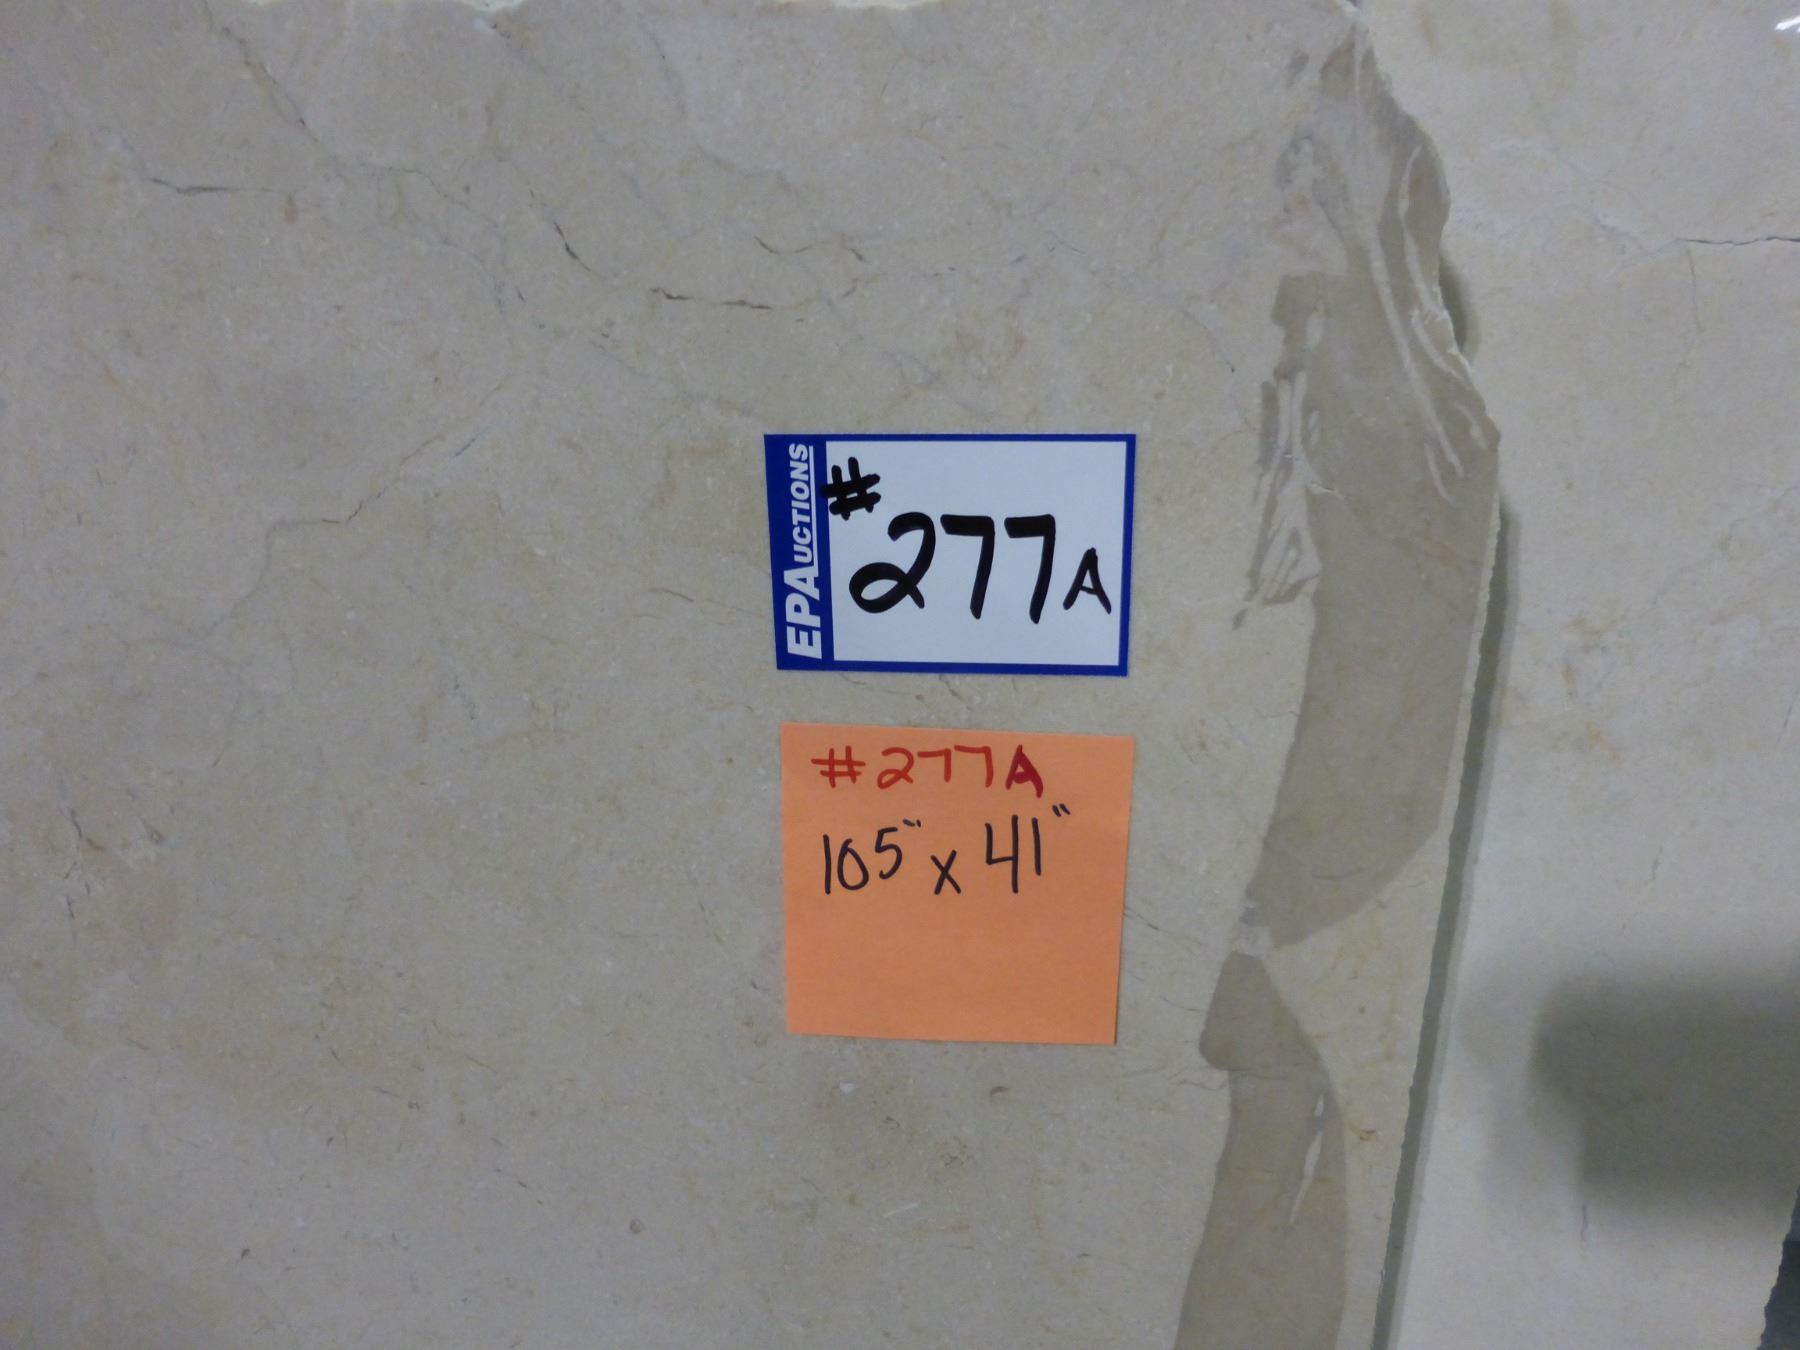 EPAUCTIONS
# 277A
#277A
105" x 41"